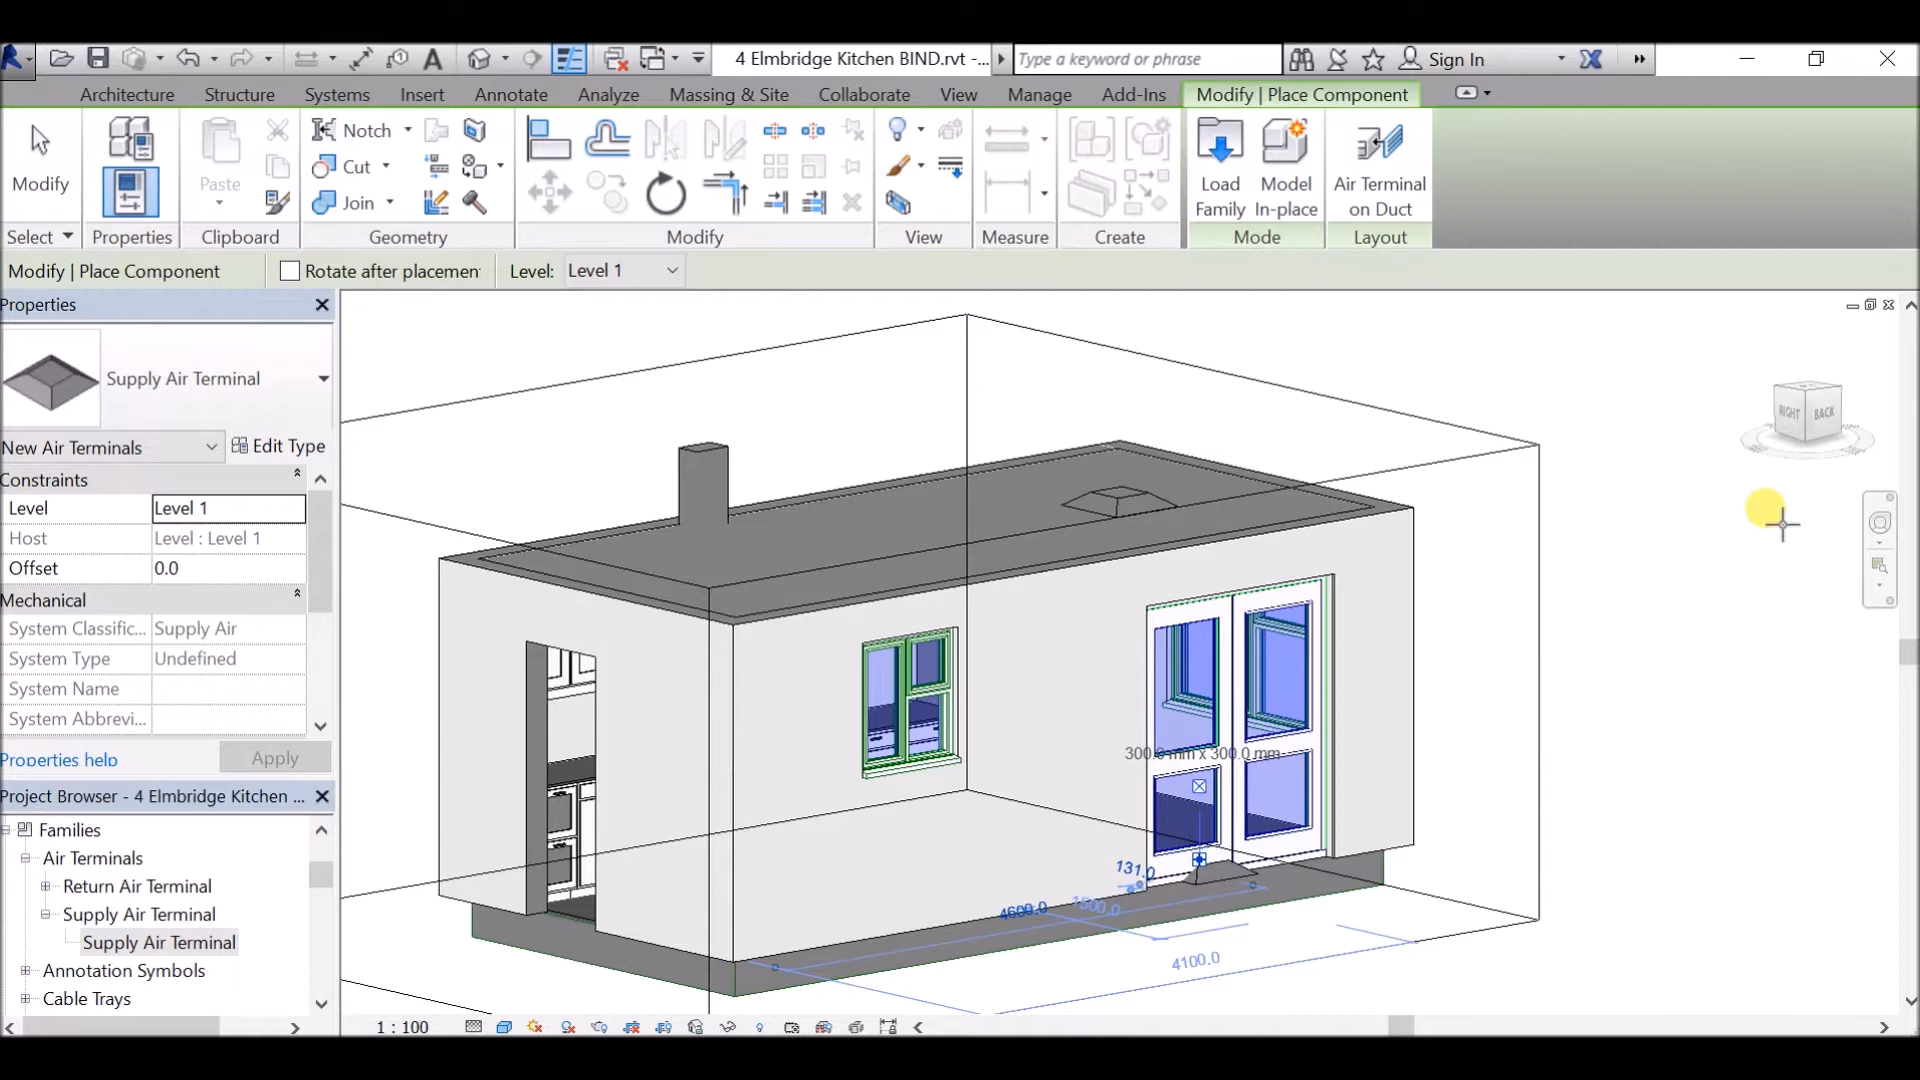 4 Elmbridge Kitchen BIND.rvt -...
Type a keyword or phrase
Sign In
Architecture
Structure
Systems
Insert
Annotate
Analyze
Massing & Site
Collaborate
View
Manage
Add-Ins
Modify | Place Component
Modify
Paste
Notch
Cut
Join
Load
Family
Model
In-place
Air Terminal
on Duct
Select
Properties
Clipboard
Geometry
Modify
View
Measure
Create
Mode
Layout
Modify | Place Component
Rotate after placemen
Level:
Level 1
Properties
Supply Air Terminal
New Air Terminals
Edit Type
Constraints
Level
Level 1
Host
Level : Level 1
Offset
0.0
Mechanical
System Classific...
Supply Air
System Type
Undefined
System Name
System Abbrevi...
Properties help
Apply
Project Browser - 4 Elmbridge Kitchen ...
Families
Air Terminals
Return Air Terminal
Supply Air Terminal
Supply Air Terminal
Annotation Symbols
Cable Trays
RIGHT
BACK
300.0 mm x 300.0 mm
131.0
4600.0
1500.0
4100.0
1 : 100